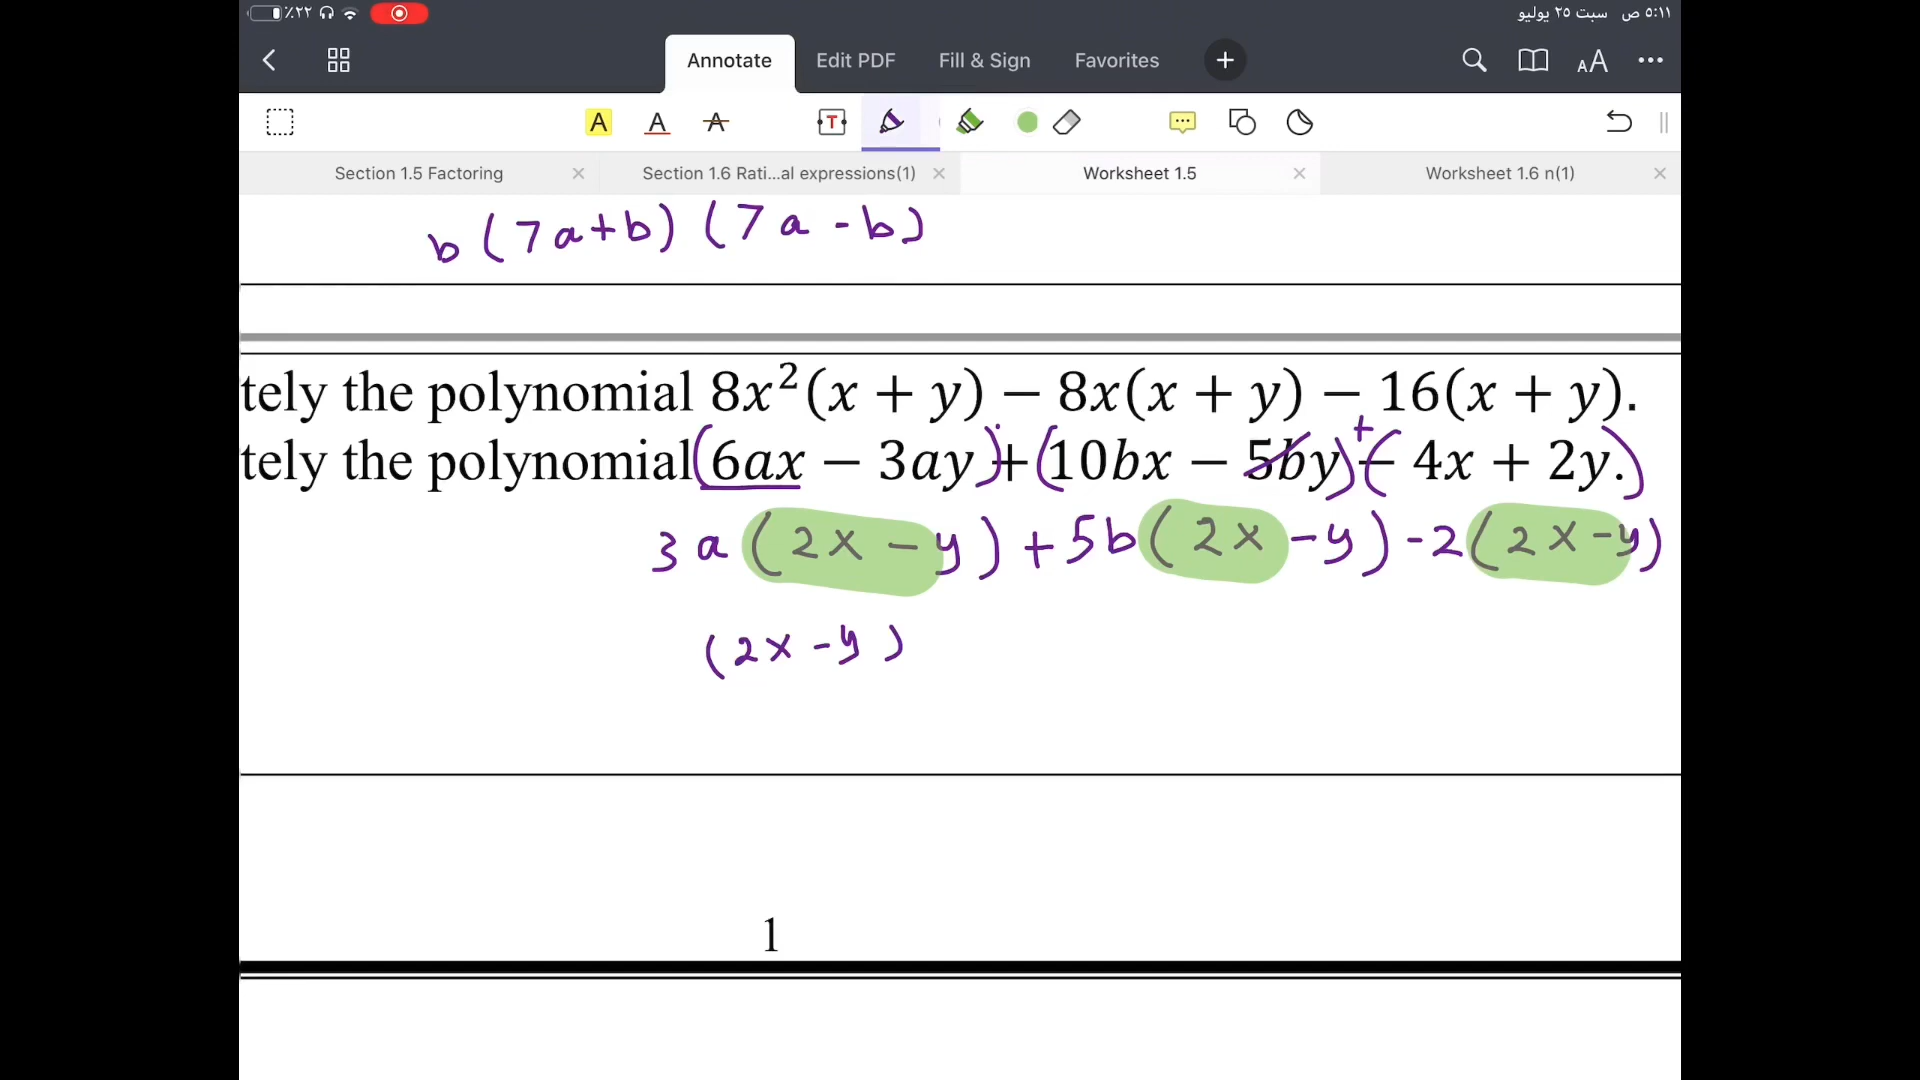 ٪٢٢ ٥:١١ ص سبت ٢٥ يوليو
Annotate Edit PDF Fill & Sign Favorites
A A A T AA
Section 1.5 Factoring Section 1.6 Rati...al expressions(1) Worksheet 1.5 Worksheet 1.6 n(1)
b (7a+b) (7a-b)
tely the polynomial 8x²(x + y) − 8x(x + y) − 16(x + y).
tely the polynomial (6ax − 3ay) + (10bx − 5by) + (− 4x + 2y.)
3a (2x − y) + 5b (2x − y) - 2 (2x − y)
(2x - y)
1